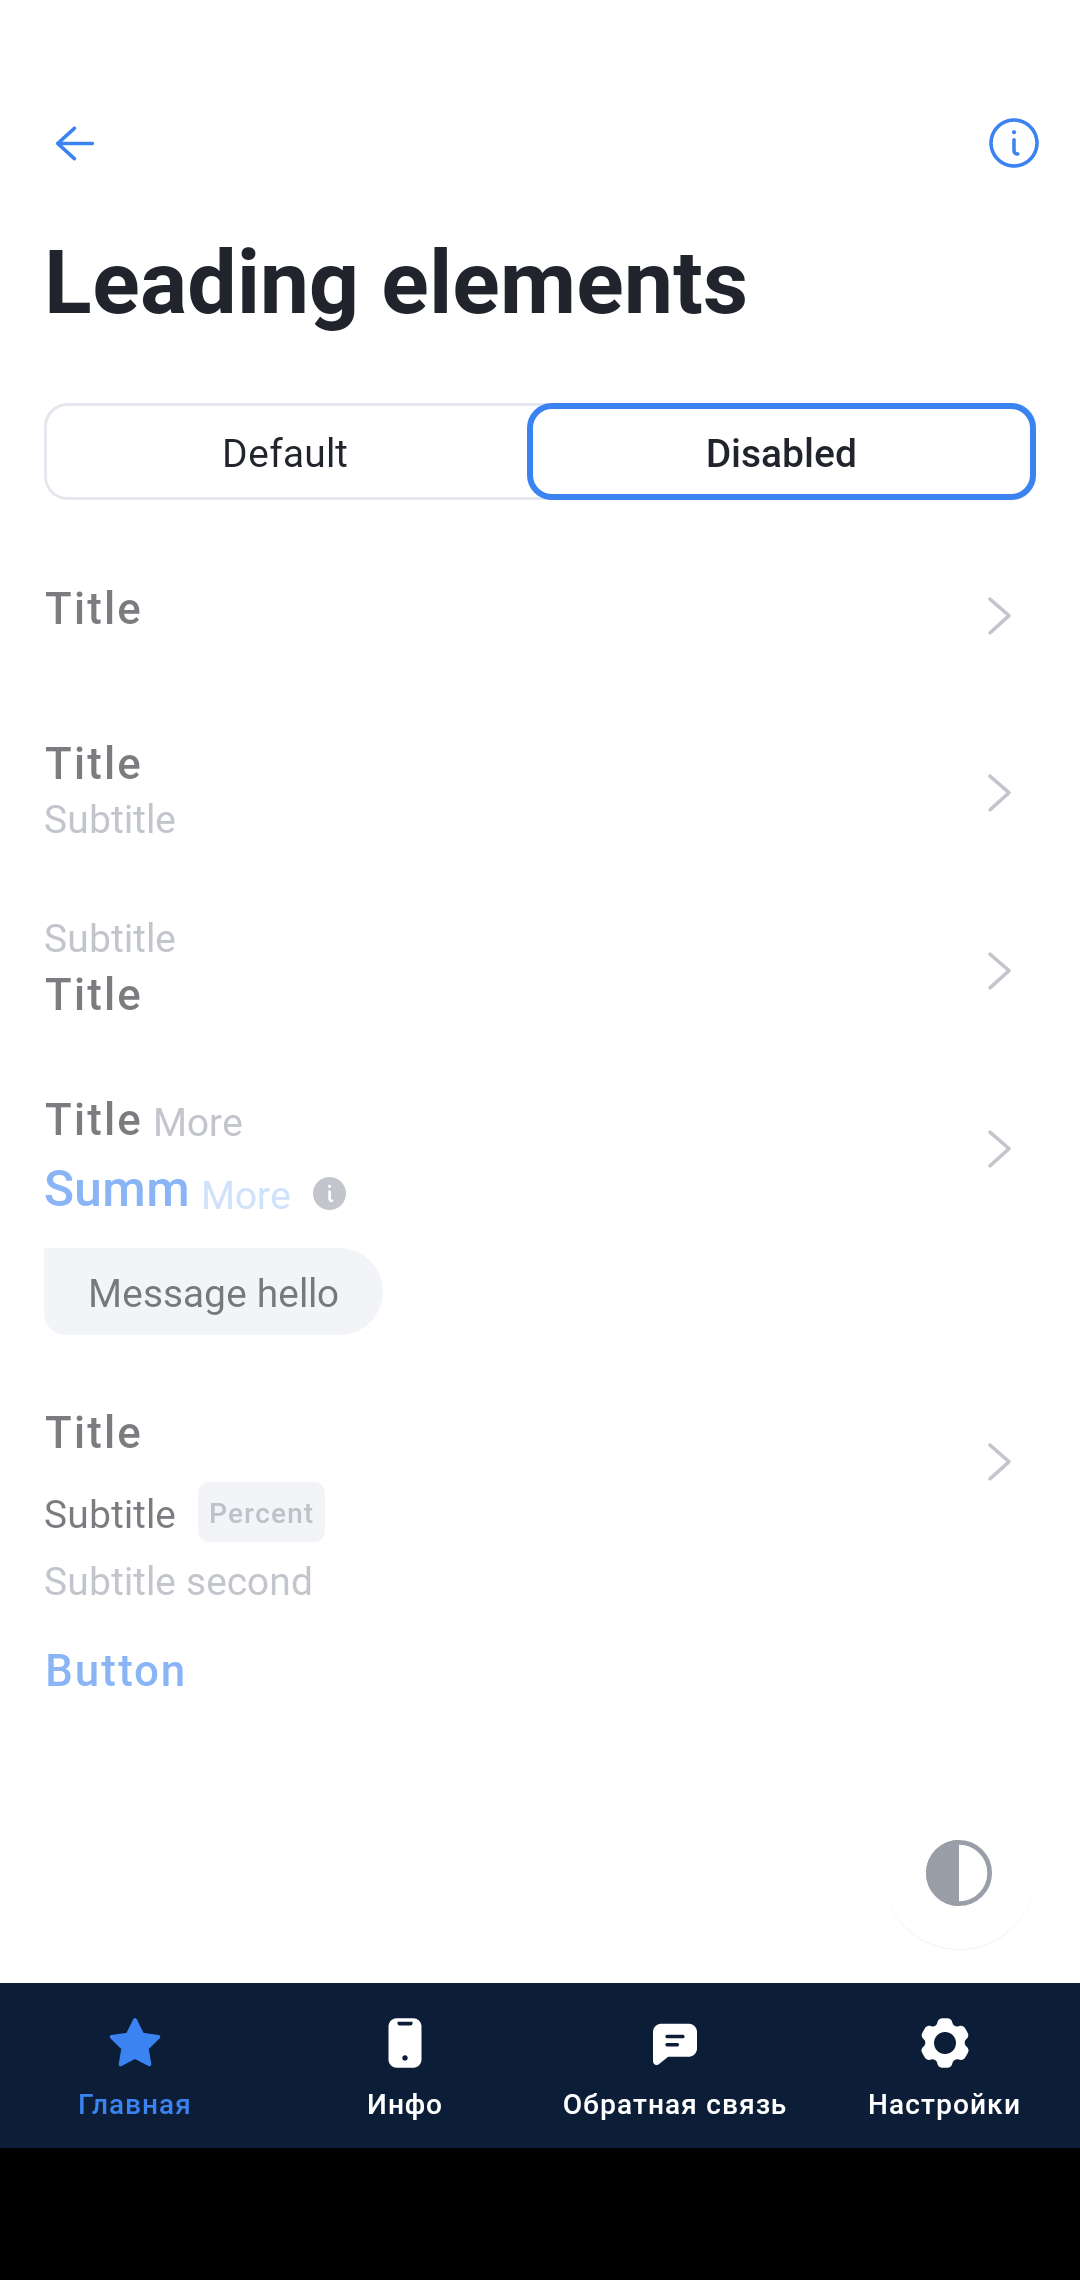 Leading elements
Default Disabled
Title
Title
Subtitle
Subtitle
Title
Title More
Summ More
Message hello
Title
Subtitle Percent
Subtitle second
Button
Главная Инфо Обратная связь Настройки